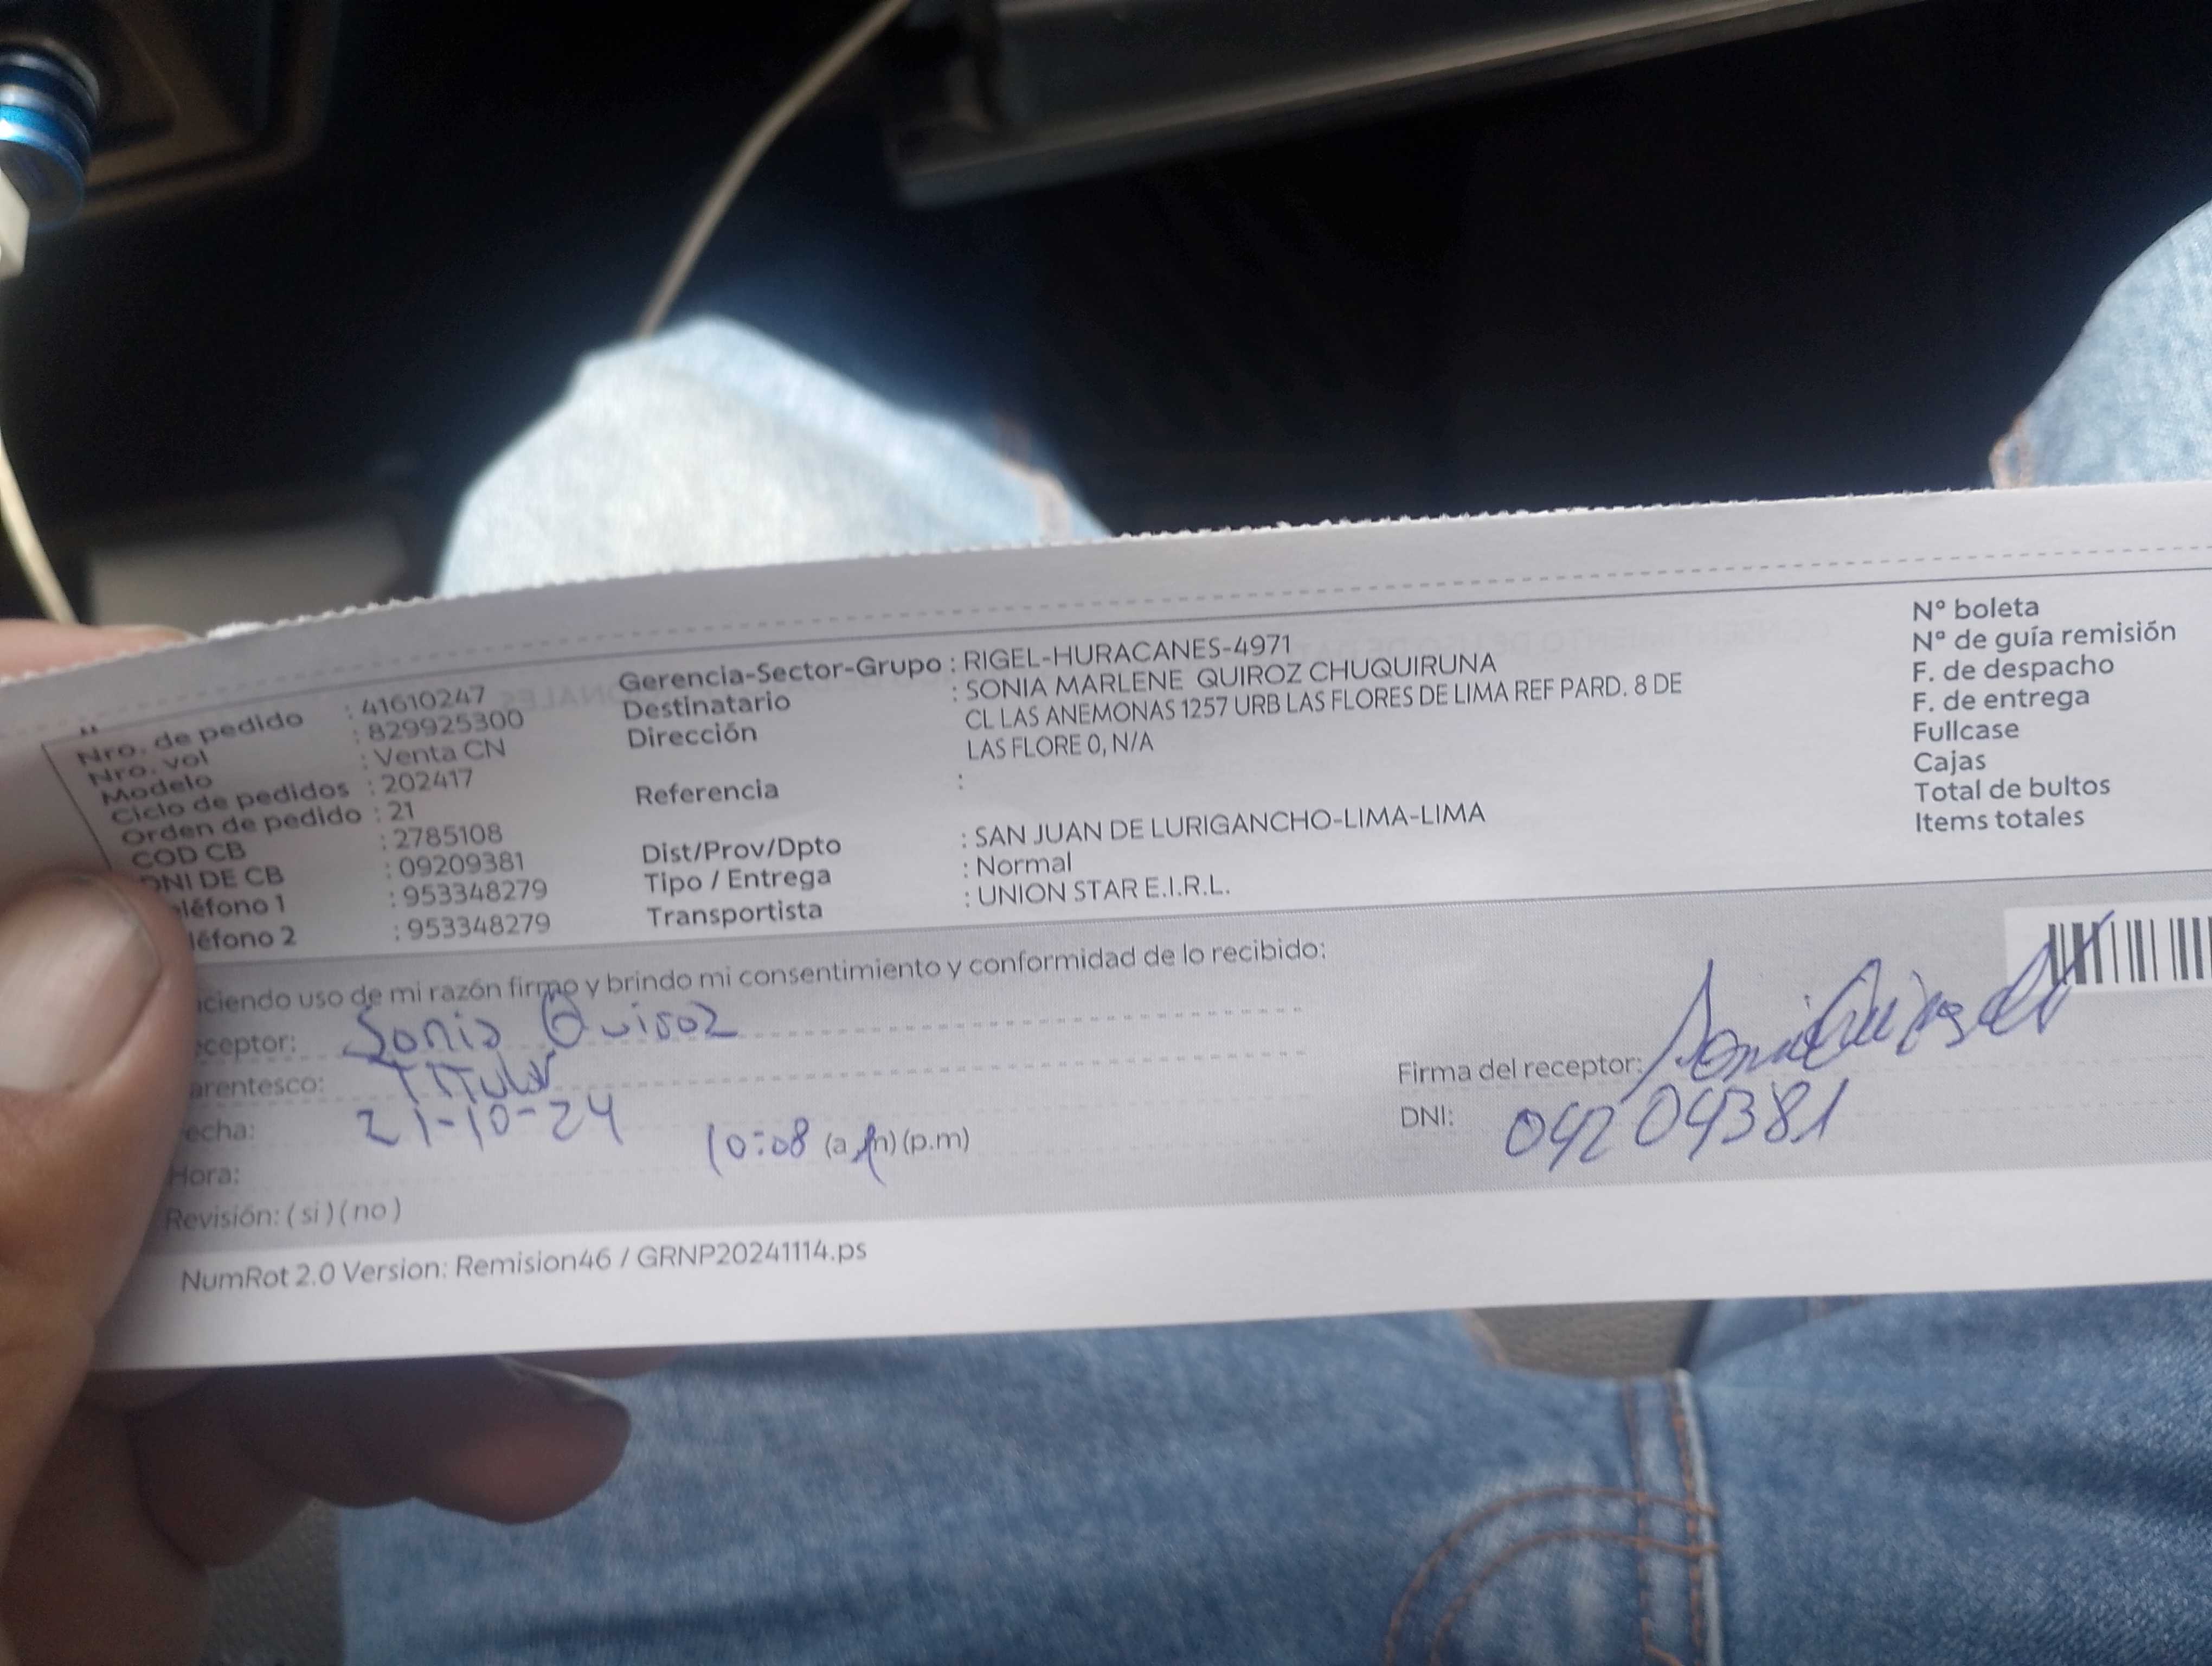 Nro. de pedido : 41610247
Nro. vol : 829925300
Modelo : Venta CN
Ciclo de pedidos : 202417
Orden de pedido : 21
COD CB : 2785108
DNI DE CB : 09209381
léfono 1 : 953348279
léfono 2 : 953348279
Gerencia-Sector-Grupo : RIGEL-HURACANES-4971
Destinatario : SONIA MARLENE QUIROZ CHUQUIRUNA
Dirección CL LAS ANEMONAS 1257 URB LAS FLORES DE LIMA REF PARD. 8 DE
LAS FLORE 0, N/A
Referencia :
Dist/Prov/Dpto : SAN JUAN DE LURIGANCHO-LIMA-LIMA
Tipo / Entrega : Normal
Transportista : UNION STAR E.I.R.L.
Nº boleta
Nº de guía remisión
F. de despacho
F. de entrega
Fullcase
Cajas
Total de bultos
Items totales
ciendo uso de mi razón firmo y brindo mi consentimiento y conformidad de lo recibido:
ceptor: Sonia Quiroz
arentesco: Titular
echa: 21-10-24
Hora: 10:08 (a.m) (p.m)
Revisión: ( si ) ( no )
Firma del receptor:
DNI: 09209381
NumRot 2.0 Version: Remision46 / GRNP20241114.ps